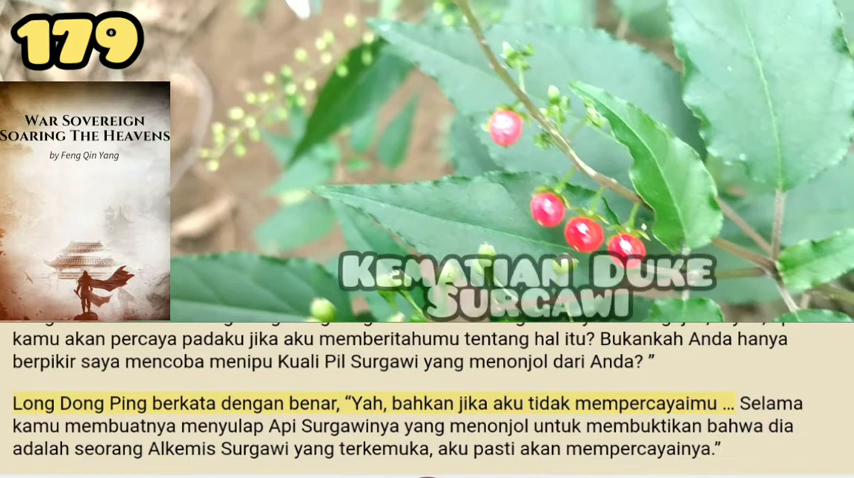 179
WAR SOVEREIGN
SOARING THE HEAVENS
by Feng Qin Yang
KEMATIAN DUKE
SURGAWI
kamu akan percaya padaku jika aku memberitahumu tentang hal itu? Bukankah Anda hanya
berpikir saya mencoba menipu Kuali Pil Surgawi yang menonjol dari Anda? ”
Long Dong Ping berkata dengan benar, “Yah, bahkan jika aku tidak mempercayaimu ... Selama
kamu membuatnya menyulap Api Surgawinya yang menonjol untuk membuktikan bahwa dia
adalah seorang Alkemis Surgawi yang terkemuka, aku pasti akan mempercayainya.”